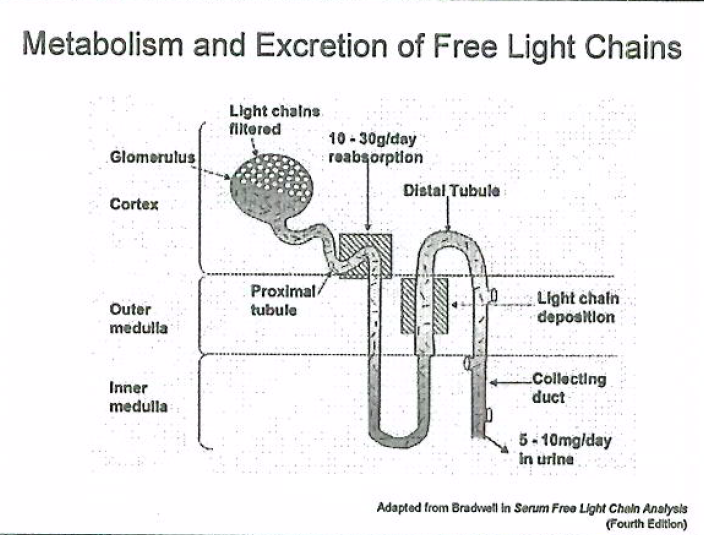 Metabolism and Excretion of Free Light Chains
Light chains
filtered
10 - 30g/day
reabsorption
Glomerulus
Distal Tubule
Cortex
Proximal
tubule
Light chain
deposition
Outer
medulla
Inner
medulla
Collecting
duct
5 - 10mg/day
in urine
Adapted from Bradwell in Serum Free Light Chain Analysis
(Fourth Edition)